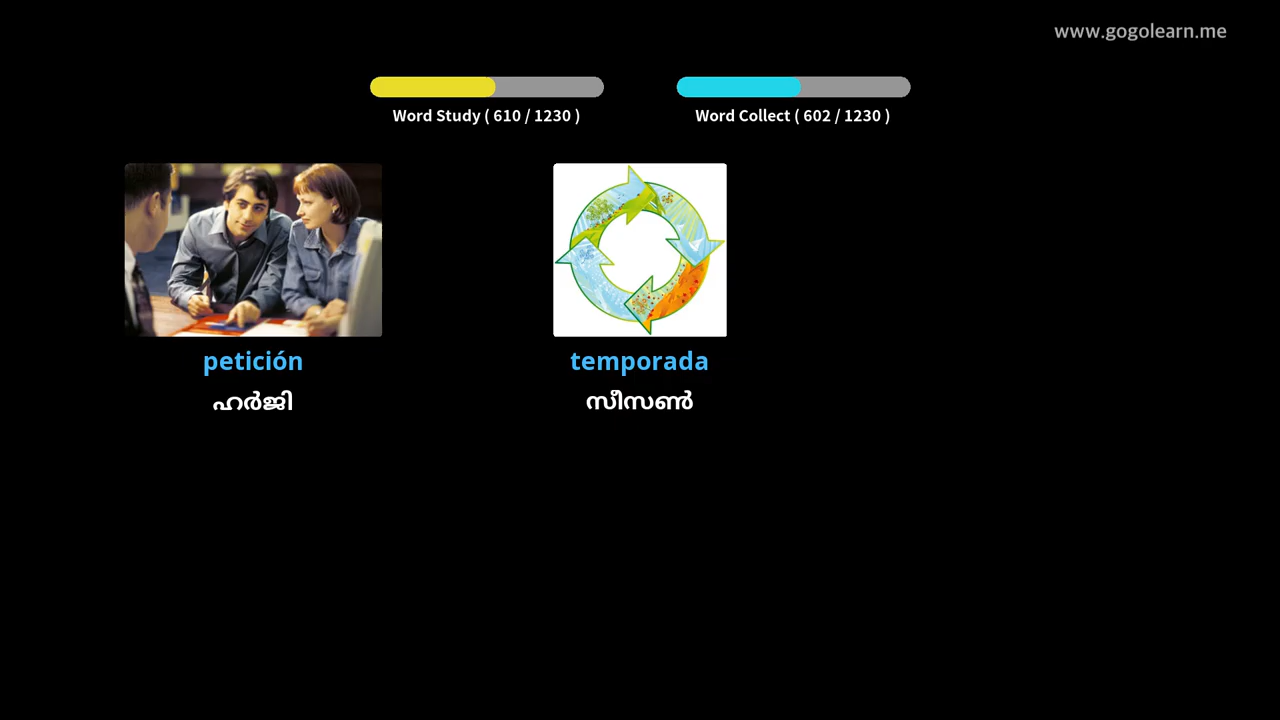 www.gogolearn.me
Word Study ( 610 / 1230 )
Word Collect ( 602 / 1230 )
petición
temporada
ഹർജി
സീസൺ